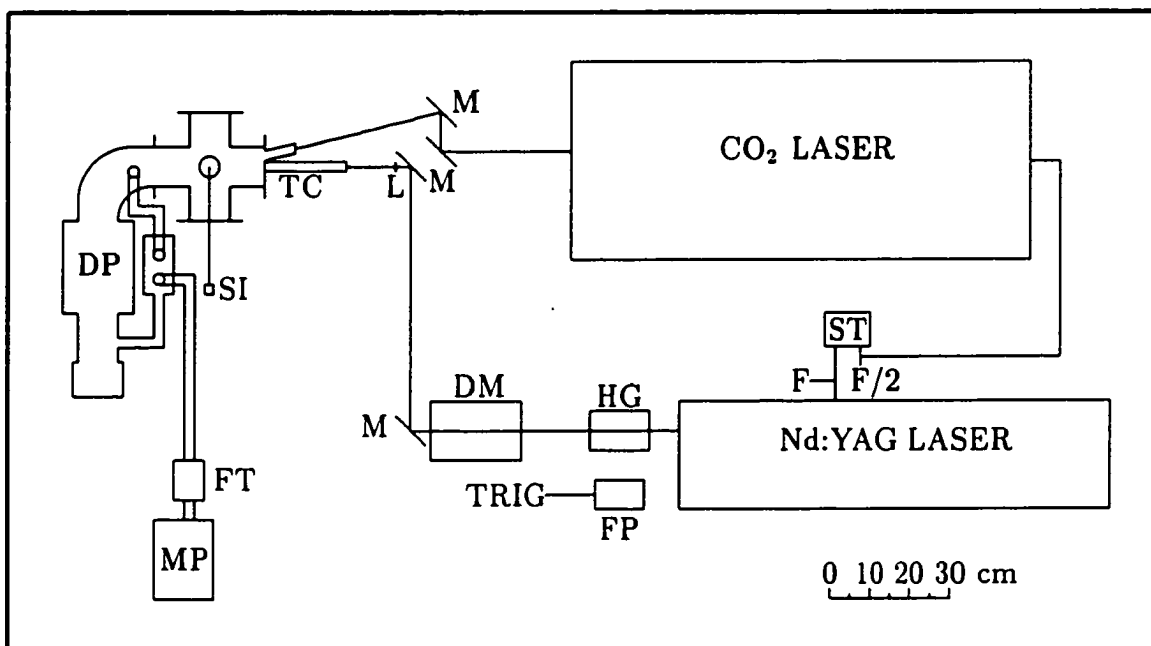 M
CO₂ LASER
TC
L
M
DP
SI
ST
F
F/2
DM
HG
M
Nd:YAG LASER
FT
TRIG
FP
MP
0 10 20 30 cm